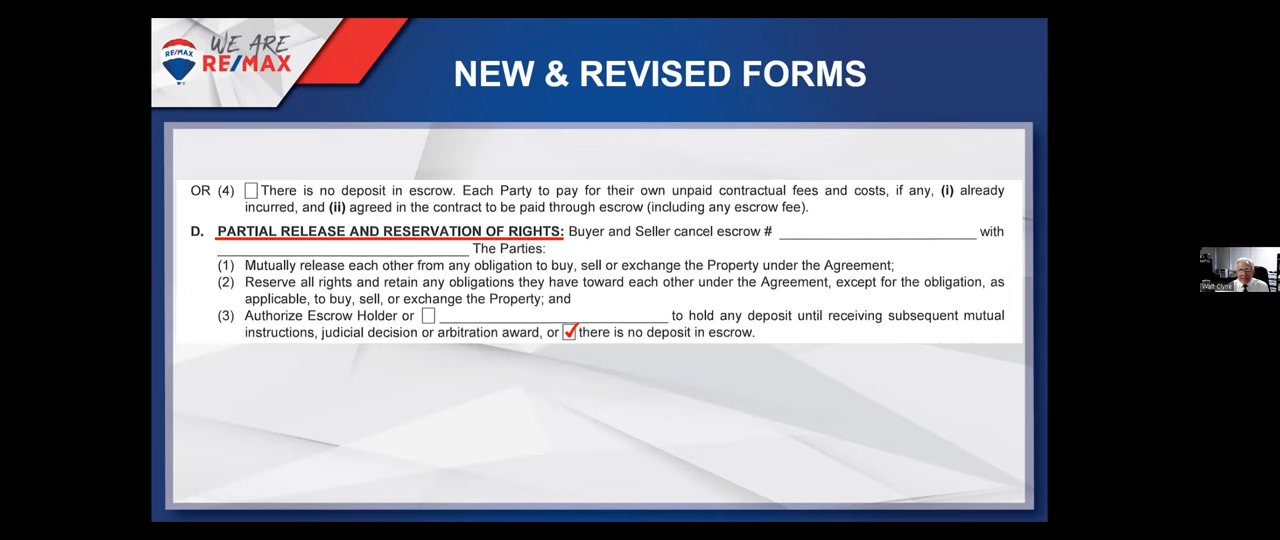 WE ARE
RE/MAX
RE/MAX
NEW & REVISED FORMS
OR (4) There is no deposit in escrow. Each Party to pay for their own unpaid contractual fees and costs, if any, (i) already
incurred, and (ii) agreed in the contract to be paid through escrow (including any escrow fee).
D. PARTIAL RELEASE AND RESERVATION OF RIGHTS: Buyer and Seller cancel escrow # ____ with
____ The Parties:
(1) Mutually release each other from any obligation to buy, sell or exchange the Property under the Agreement;
(2) Reserve all rights and retain any obligations they have toward each other under the Agreement, except for the obligation, as
applicable, to buy, sell, or exchange the Property; and
(3) Authorize Escrow Holder or ____ to hold any deposit until receiving subsequent mutual
instructions, judicial decision or arbitration award, or ✓ there is no deposit in escrow.
Walt